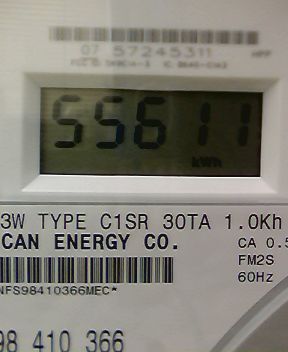 07 57245311
55611
kWh
3W TYPE C1SR 30TA 1.0Kh
CAN ENERGY CO.
CA 0.5
FM2S
60Hz
NFS98410366MEC*
98 410 366